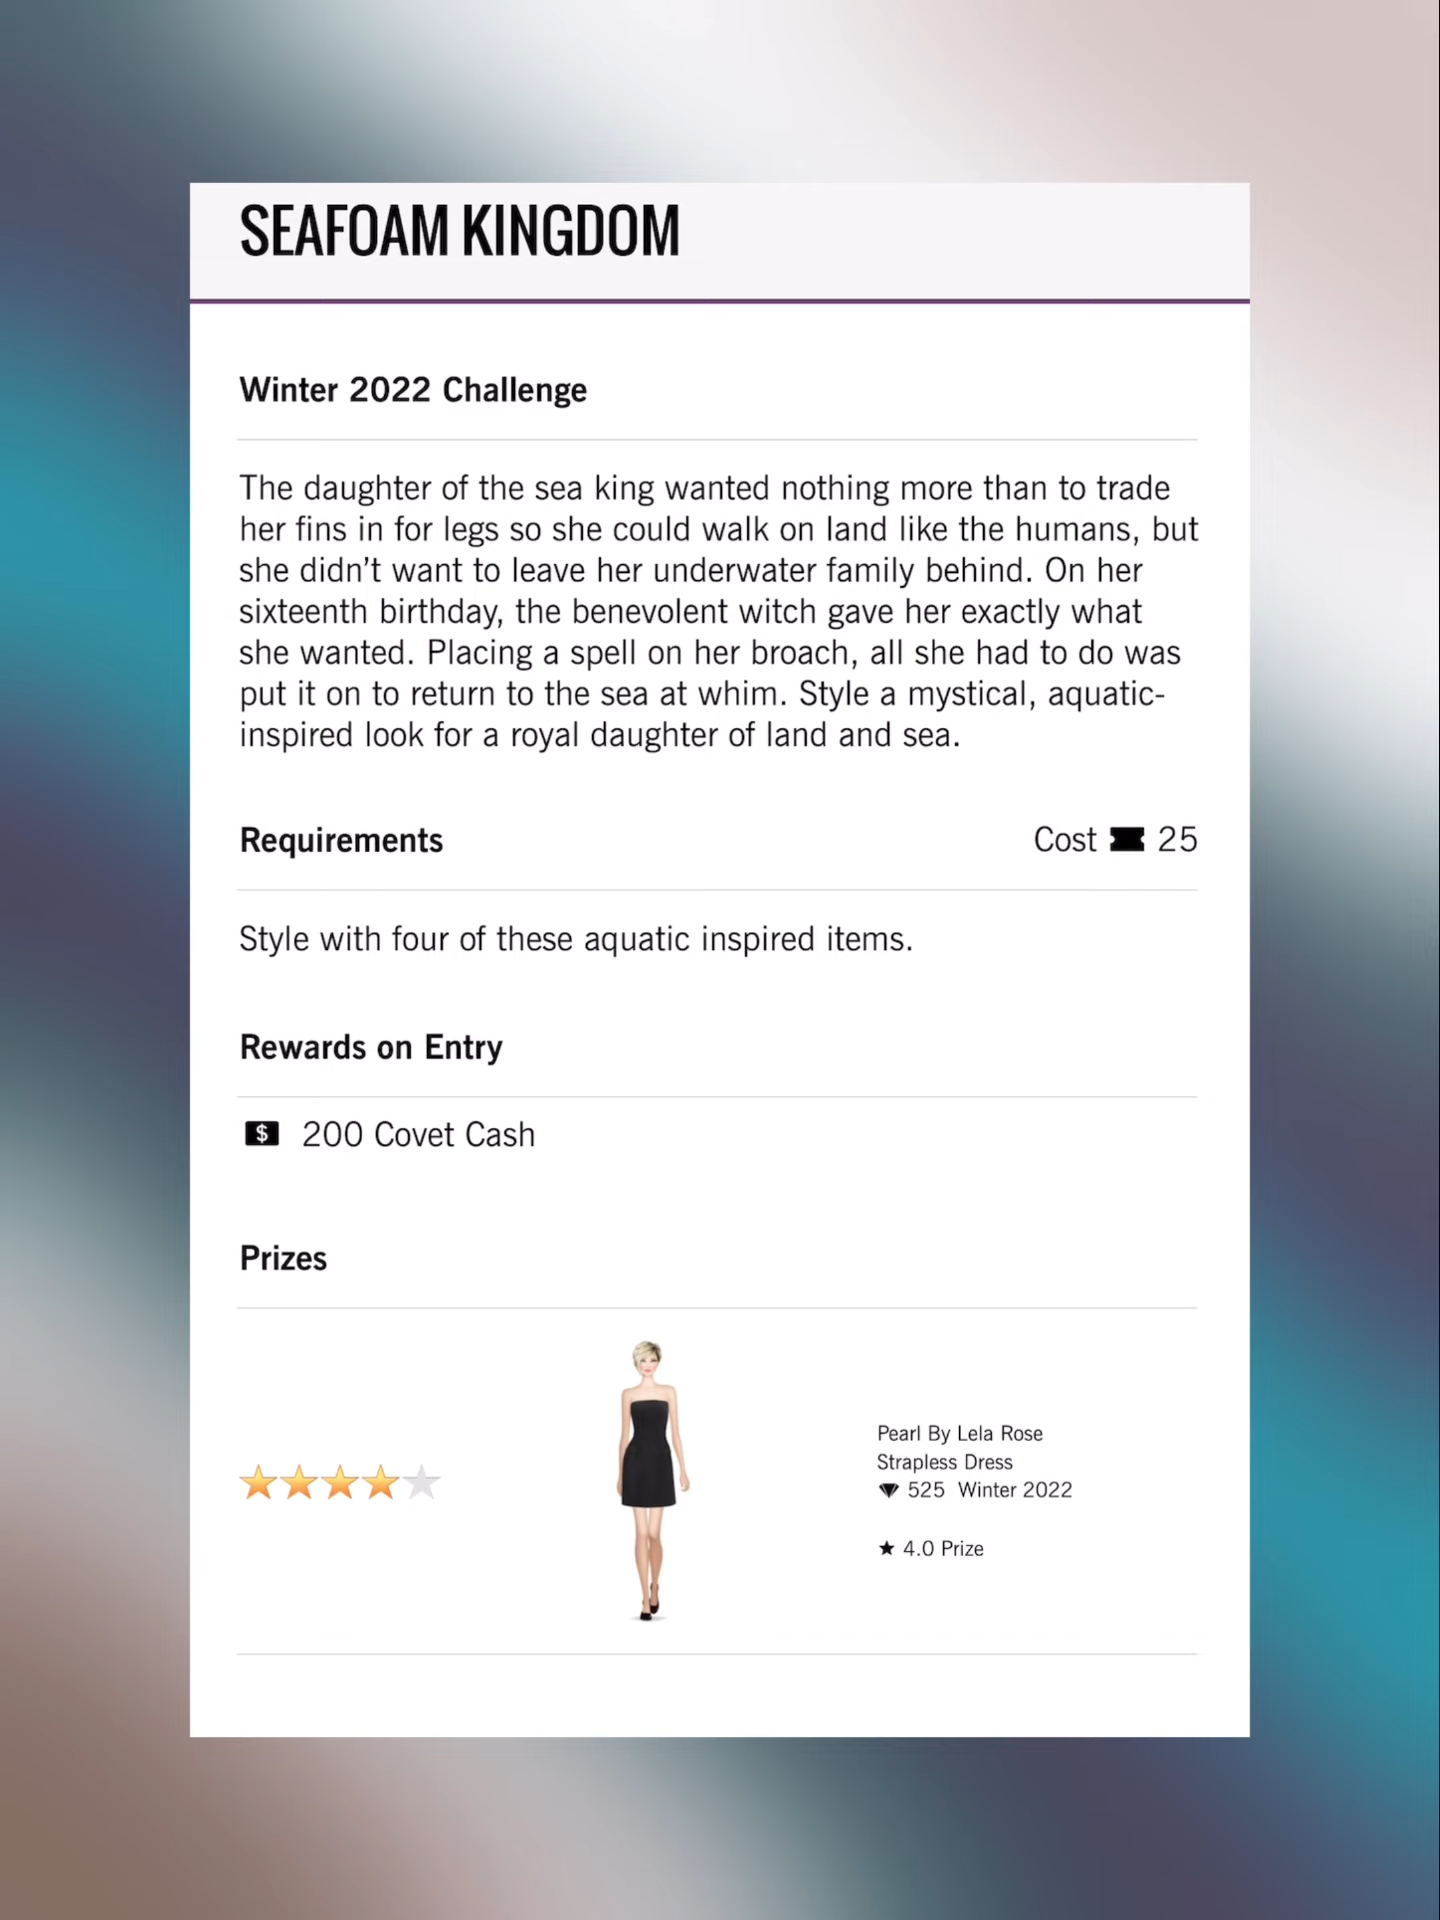 SEAFOAM KINGDOM
Winter 2022 Challenge
The daughter of the sea king wanted nothing more than to trade
her fins in for legs so she could walk on land like the humans, but
she didn’t want to leave her underwater family behind. On her
sixteenth birthday, the benevolent witch gave her exactly what
she wanted. Placing a spell on her broach, all she had to do was
put it on to return to the sea at whim. Style a mystical, aquatic-
inspired look for a royal daughter of land and sea.
Requirements
Cost 25
Style with four of these aquatic inspired items.
Rewards on Entry
$ 200 Covet Cash
Prizes
Pearl By Lela Rose
Strapless Dress
525 Winter 2022
★ 4.0 Prize